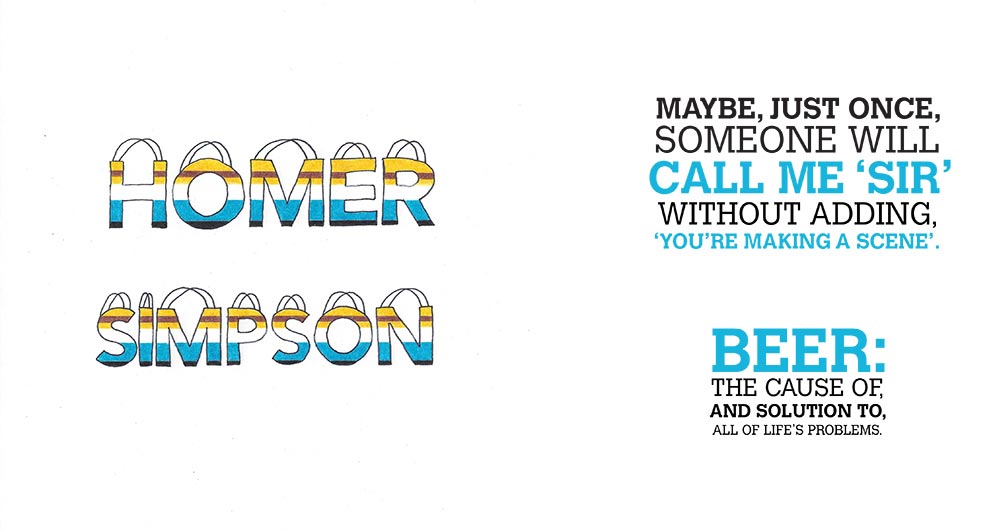 HOMER
SIMPSON
MAYBE, JUST ONCE,
SOMEONE WILL
CALL ME ‘SIR’
WITHOUT ADDING,
‘YOU’RE MAKING A SCENE’.
BEER:
THE CAUSE OF,
AND SOLUTION TO,
ALL OF LIFE’S PROBLEMS.